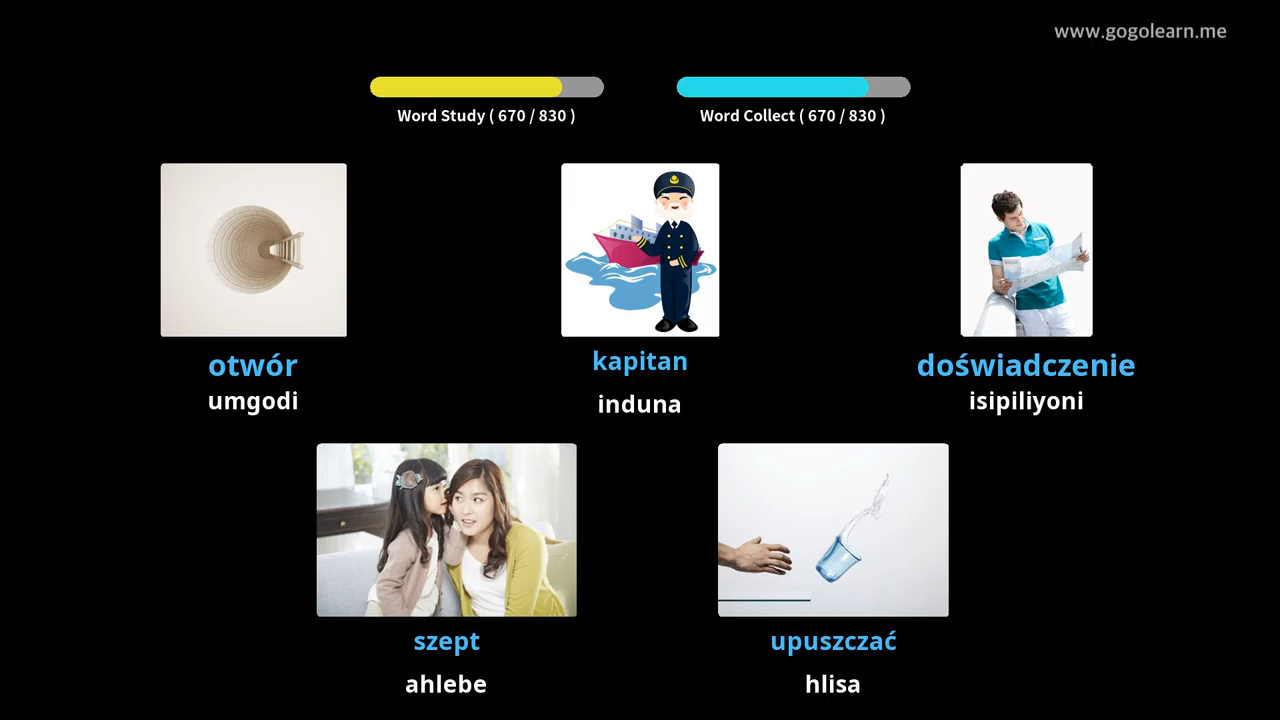 www.gogolearn.me
Word Study ( 670 / 830 )
Word Collect ( 670 / 830 )
otwór
umgodi
kapitan
induna
doświadczenie
isipiliyoni
szept
ahlebe
upuszczać
hlisa